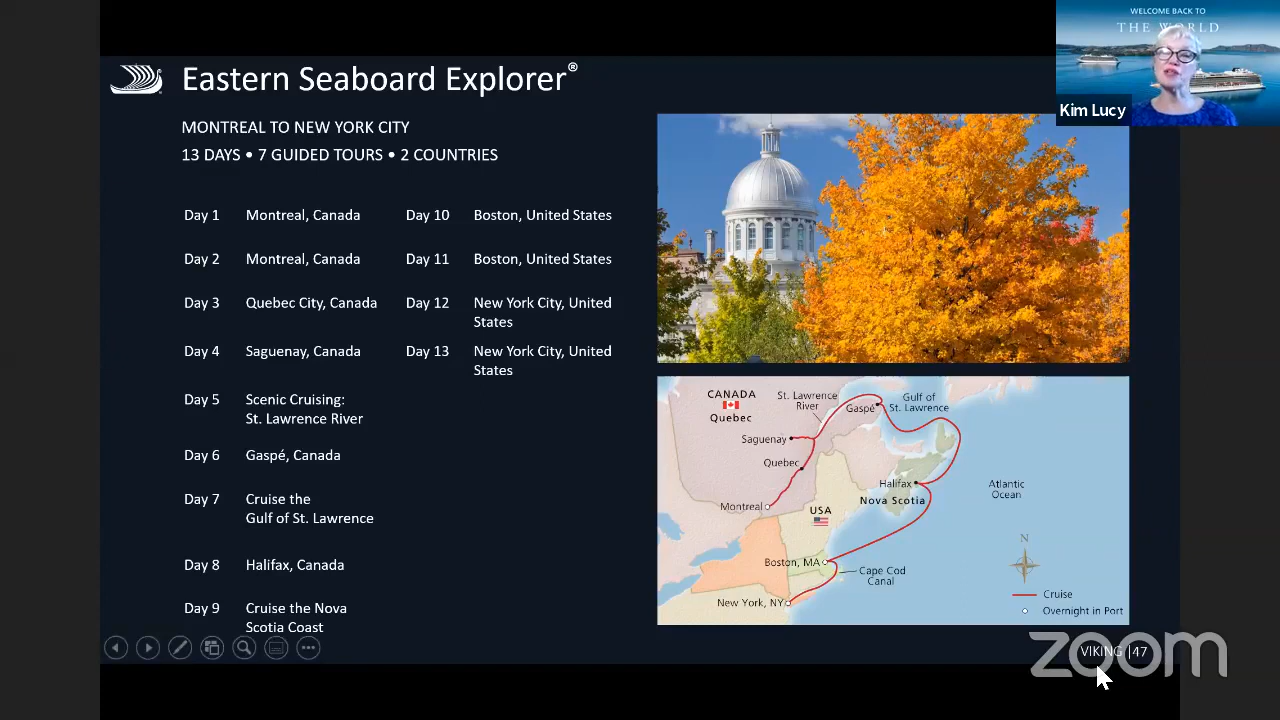 WELCOME BACK TO
THE WORLD
Kim Lucy
Eastern Seaboard Explorer®
MONTREAL TO NEW YORK CITY
13 DAYS • 7 GUIDED TOURS • 2 COUNTRIES
Day 1 Montreal, Canada
Day 2 Montreal, Canada
Day 3 Quebec City, Canada
Day 4 Saguenay, Canada
Day 5 Scenic Cruising:
St. Lawrence River
Day 6 Gaspé, Canada
Day 7 Cruise the
Gulf of St. Lawrence
Day 8 Halifax, Canada
Day 9 Cruise the Nova
Scotia Coast
Day 10 Boston, United States
Day 11 Boston, United States
Day 12 New York City, United
States
Day 13 New York City, United
States
CANADA
Quebec
St. Lawrence
River
Gaspé
Gulf of
St. Lawrence
Saguenay
Quebec
Montreal
Halifax
Nova Scotia
Atlantic
Ocean
USA
Boston, MA
Cape Cod
Canal
New York, NY
N
Cruise
Overnight in Port
VIKING |47
zoom